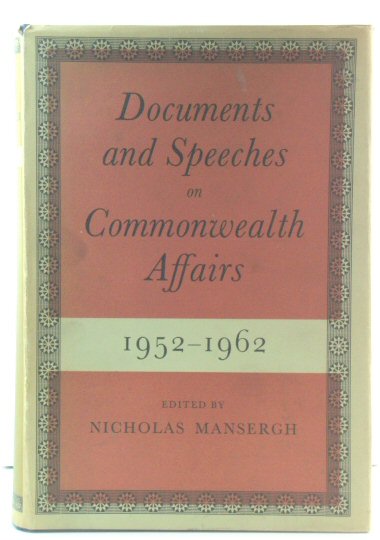 Documents
and Speeches
on
Commonwealth
Affairs
1952–1962
EDITED BY
NICHOLAS MANSERGH